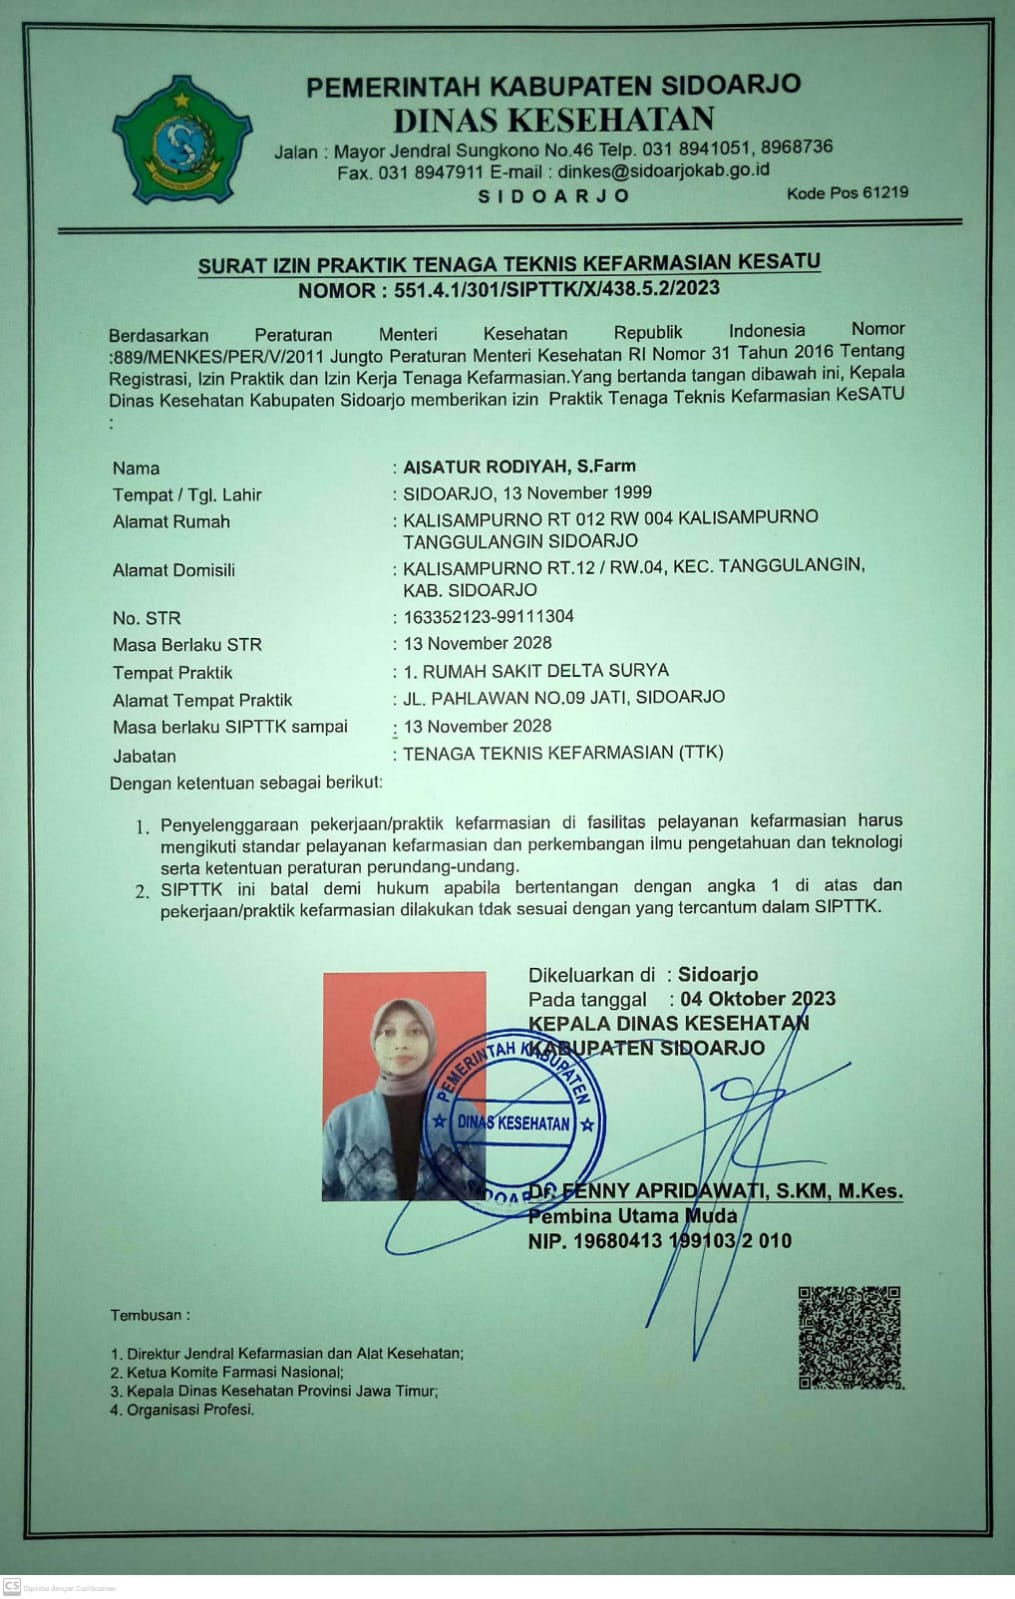 PEMERINTAH KABUPATEN SIDOARJO
DINAS KESEHATAN
Jalan : Mayor Jendral Sungkono No.46 Telp. 031 8941051, 8968736
Fax. 031 8947911 E-mail : dinkes@sidoarjokab.go.id
S I D O A R J O
Kode Pos 61219
SURAT IZIN PRAKTIK TENAGA TEKNIS KEFARMASIAN KESATU
NOMOR : 551.4.1/301/SIPTTK/X/438.5.2/2023
Berdasarkan Peraturan Menteri Kesehatan Republik Indonesia Nomor
:889/MENKES/PER/V/2011 Jungto Peraturan Menteri Kesehatan RI Nomor 31 Tahun 2016 Tentang
Registrasi, Izin Praktik dan Izin Kerja Tenaga Kefarmasian.Yang bertanda tangan dibawah ini, Kepala
Dinas Kesehatan Kabupaten Sidoarjo memberikan izin Praktik Tenaga Teknis Kefarmasian KeSATU
:
Nama : AISATUR RODIYAH, S.Farm
Tempat / Tgl. Lahir : SIDOARJO, 13 November 1999
Alamat Rumah : KALISAMPURNO RT 012 RW 004 KALISAMPURNO
TANGGULANGIN SIDOARJO
Alamat Domisili : KALISAMPURNO RT.12 / RW.04, KEC. TANGGULANGIN,
KAB. SIDOARJO
No. STR : 163352123-99111304
Masa Berlaku STR : 13 November 2028
Tempat Praktik : 1. RUMAH SAKIT DELTA SURYA
Alamat Tempat Praktik : JL. PAHLAWAN NO.09 JATI, SIDOARJO
Masa berlaku SIPTTK sampai : 13 November 2028
Jabatan : TENAGA TEKNIS KEFARMASIAN (TTK)
Dengan ketentuan sebagai berikut:
1. Penyelenggaraan pekerjaan/praktik kefarmasian di fasilitas pelayanan kefarmasian harus
mengikuti standar pelayanan kefarmasian dan perkembangan ilmu pengetahuan dan teknologi
serta ketentuan peraturan perundang-undang.
2. SIPTTK ini batal demi hukum apabila bertentangan dengan angka 1 di atas dan
pekerjaan/praktik kefarmasian dilakukan tdak sesuai dengan yang tercantum dalam SIPTTK.
Dikeluarkan di : Sidoarjo
Pada tanggal : 04 Oktober 2023
KEPALA DINAS KESEHATAN
KABUPATEN SIDOARJO
PEMERINTAH KABUPATEN
DINAS KESEHATAN
SIDOARJO
Dr. FENNY APRIDAWATI, S.KM, M.Kes.
Pembina Utama Muda
NIP. 19680413 199103 2 010
Tembusan :
1. Direktur Jendral Kefarmasian dan Alat Kesehatan;
2. Ketua Komite Farmasi Nasional;
3. Kepala Dinas Kesehatan Provinsi Jawa Timur;
4. Organisasi Profesi.
CS Dipindai dengan CamScanner